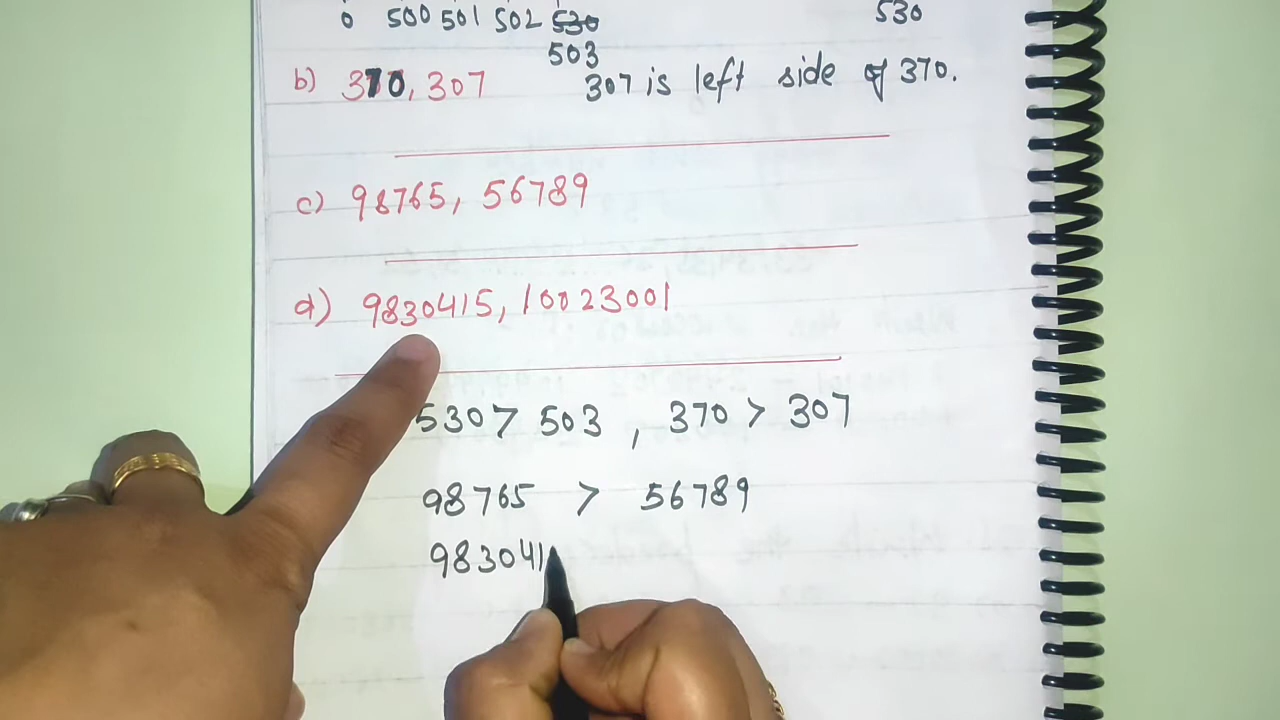 0 500 501 502 530 530
503
b) 370, 307 307 is left side of 370.
c) 98765, 56789
d) 9830415, 10023001
530 > 503 , 370 > 307
98765 > 56789
983041